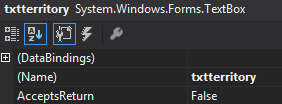 txtterritory System.Windows.Forms.TextBox
(DataBindings)
(Name) txtterritory
AcceptsReturn False